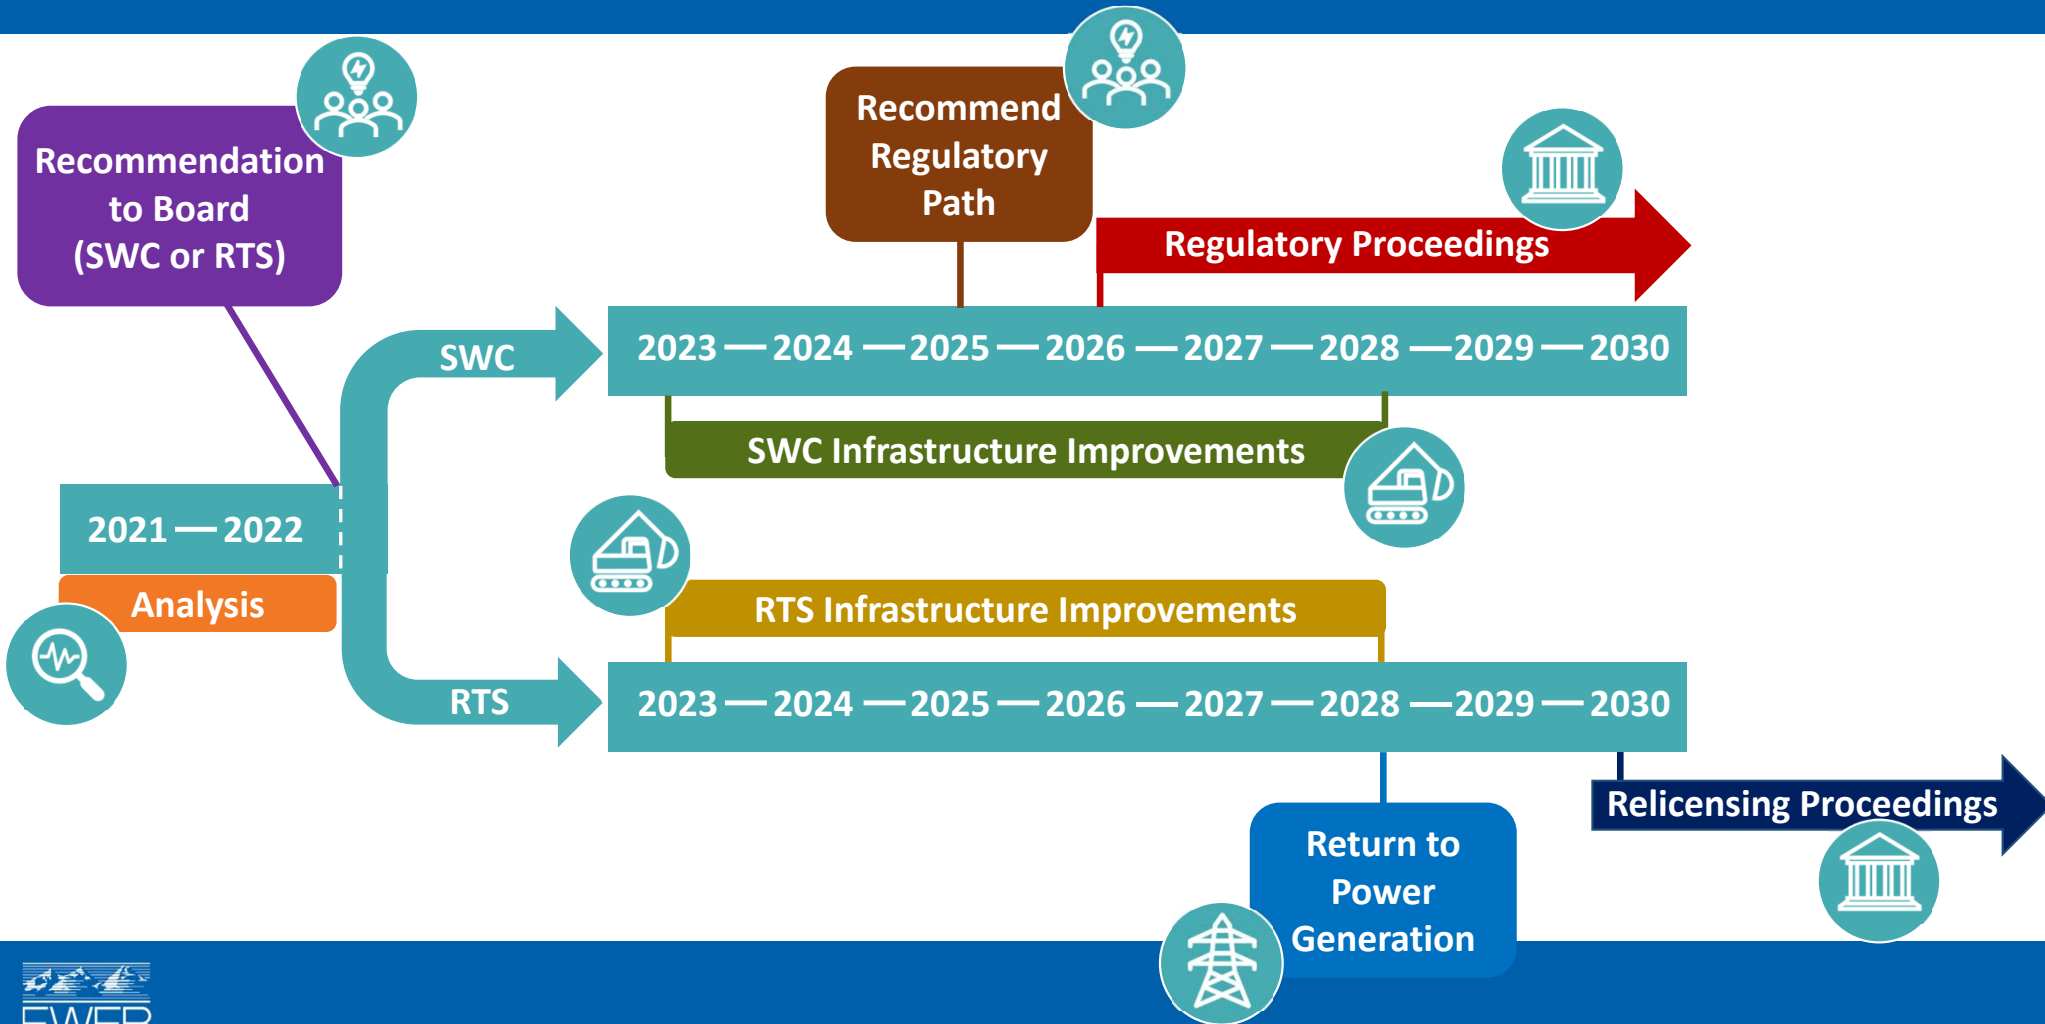 Recommendation
to Board
(SWC or RTS)
Recommend
Regulatory
Path
Regulatory Proceedings
SWC
2023 — 2024 — 2025 — 2026 — 2027 — 2028 — 2029 — 2030
SWC Infrastructure Improvements
2021 — 2022
Analysis
RTS Infrastructure Improvements
RTS
2023 — 2024 — 2025 — 2026 — 2027 — 2028 — 2029 — 2030
Relicensing Proceedings
Return to
Power
Generation
EWEB